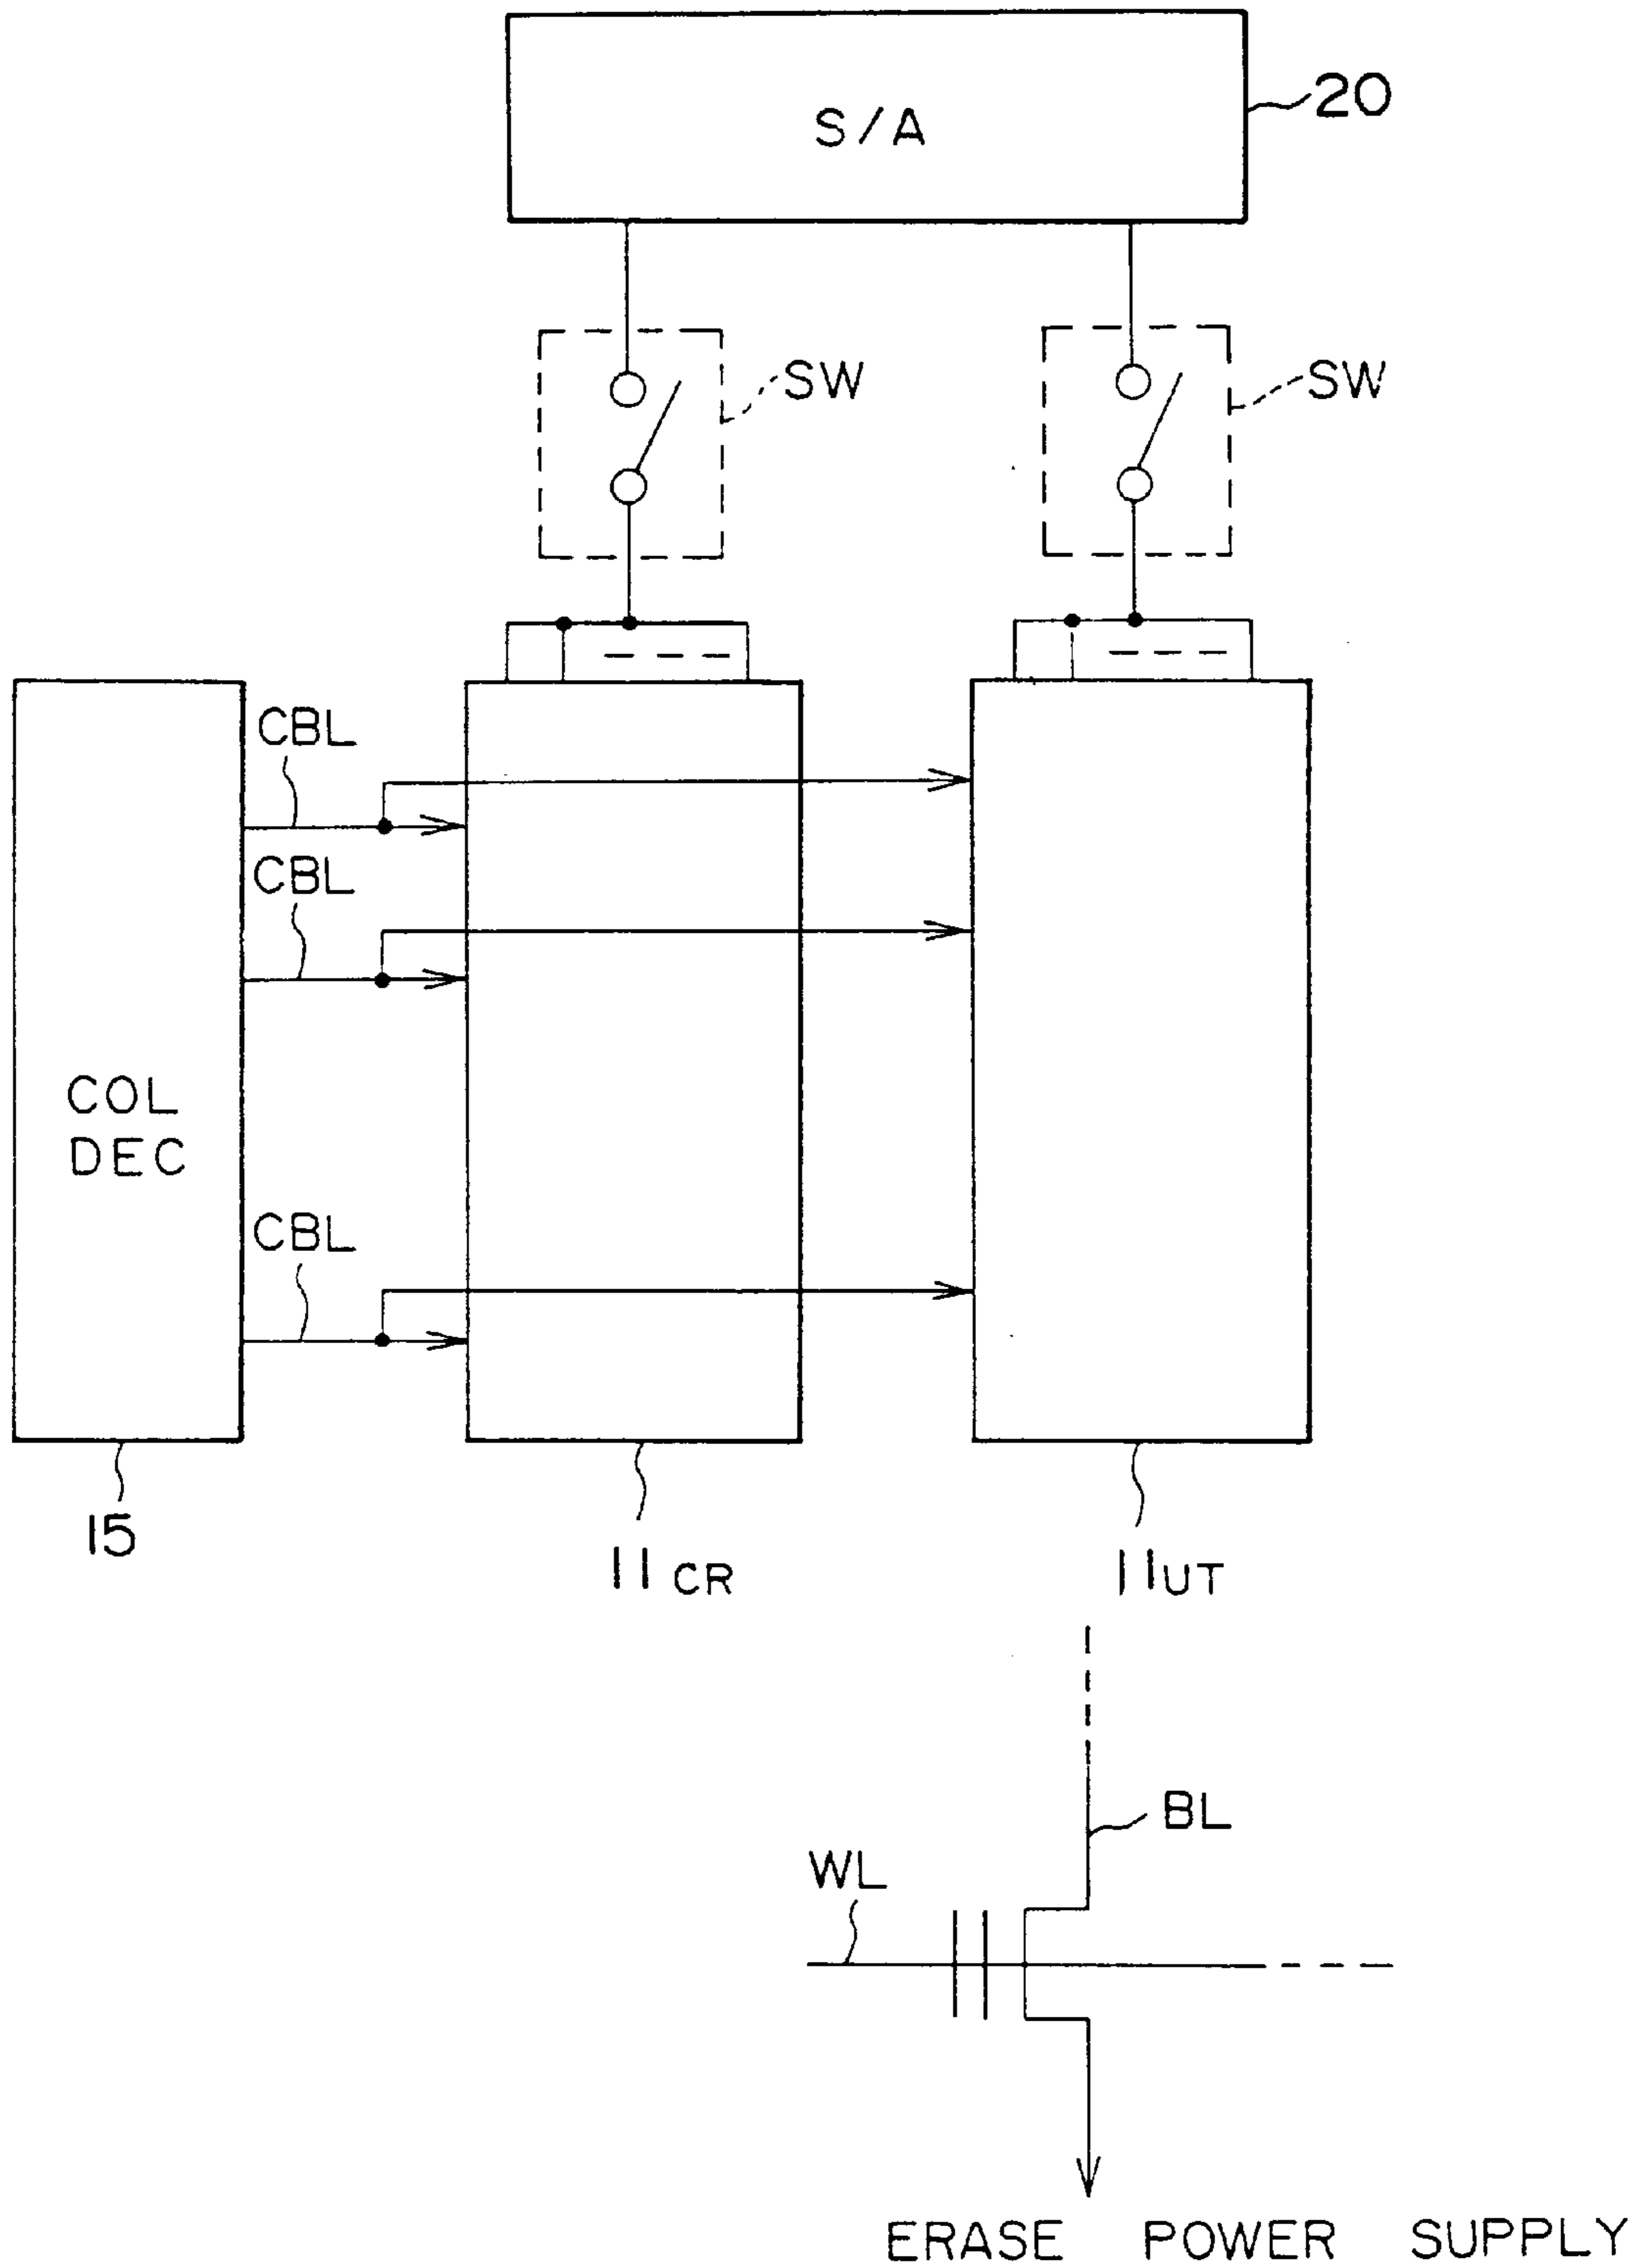 S/A
20
SW
SW
CBL
CBL
COL
DEC
CBL
15
11CR
11UT
BL
WL
ERASE POWER SUPPLY